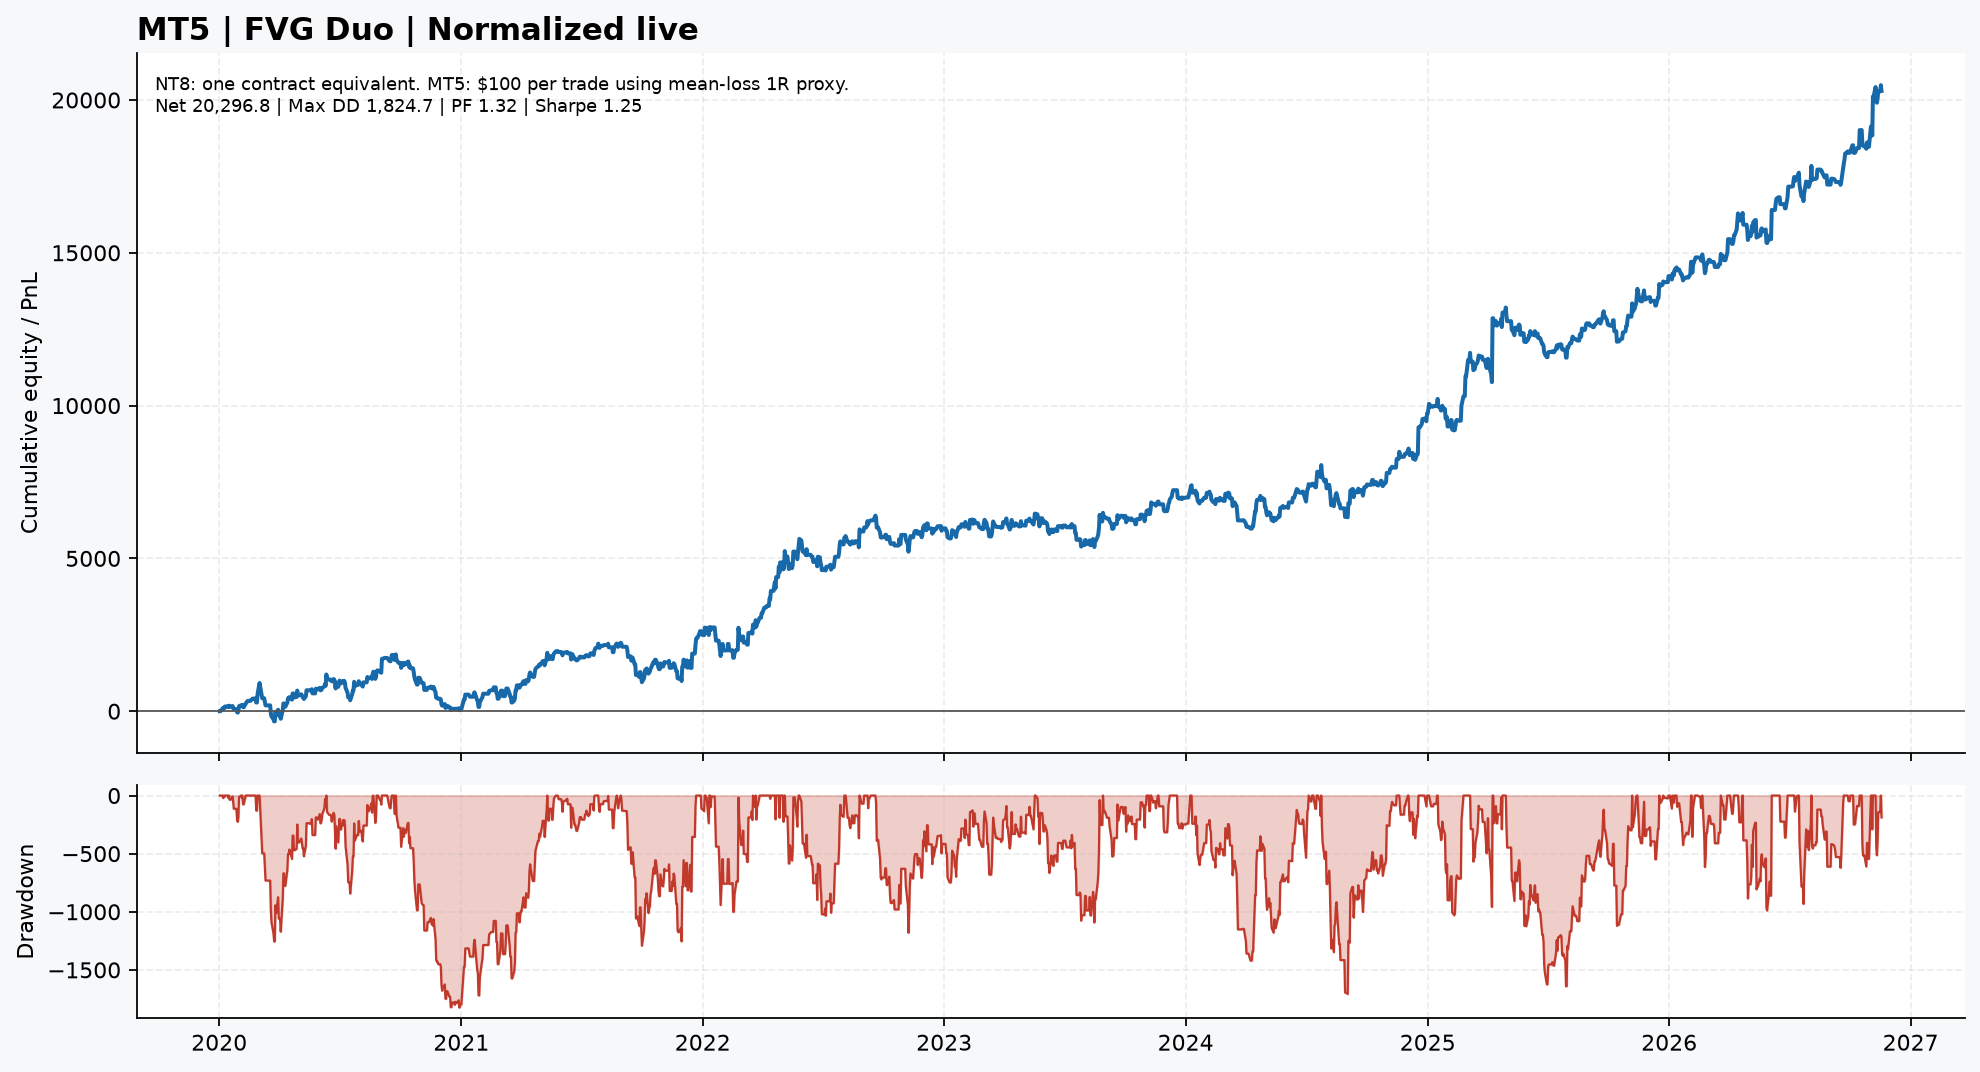 MT5 | FVG Duo | Normalized live
NT8: one contract equivalent. MT5: $100 per trade using mean-loss 1R proxy.
Net 20,296.8 | Max DD 1,824.7 | PF 1.32 | Sharpe 1.25
Cumulative equity / PnL
20000
15000
10000
5000
0
Drawdown
0
−500
−1000
−1500
2020 2021 2022 2023 2024 2025 2026 2027